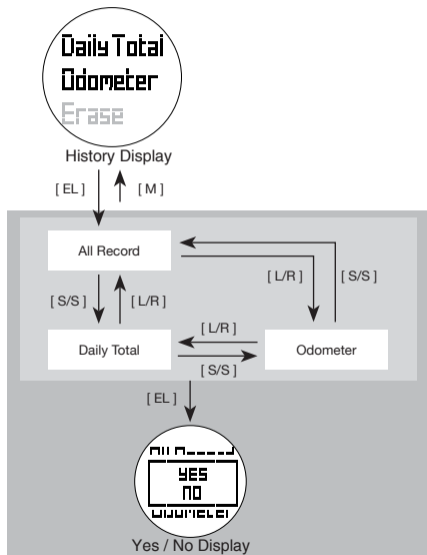 Daily Total
Odometer
Erase
History Display
[ EL ]
[ M ]
All Record
[ L/R ]
[ S/S ]
[ S/S ]
[ L/R ]
[ L/R ]
Daily Total
Odometer
[ S/S ]
[ EL ]
YES
NO
Yes / No Display